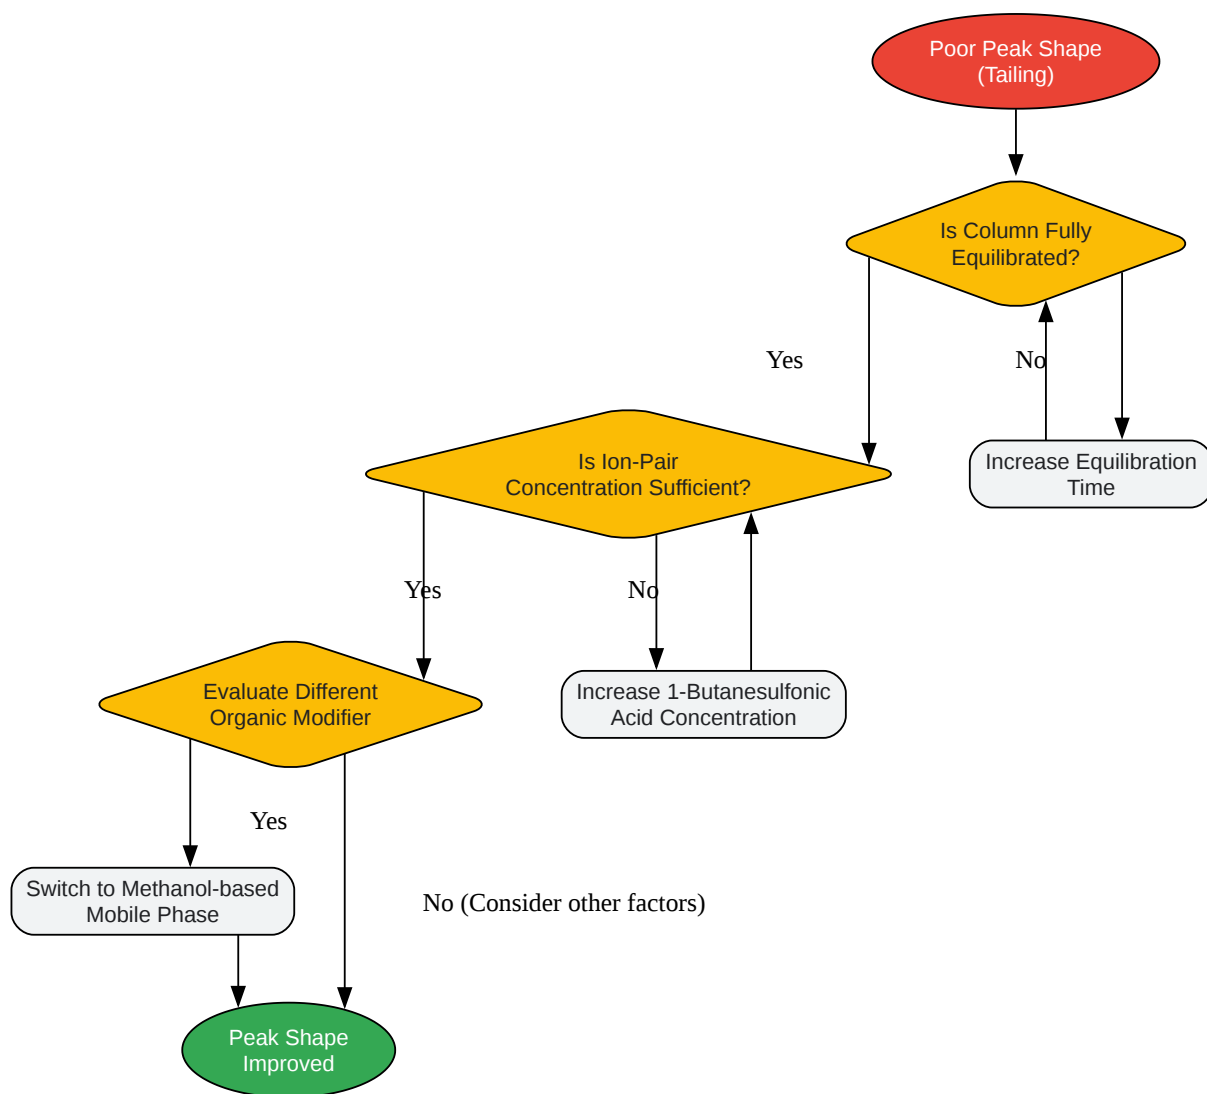 Poor Peak Shape
(Tailing)
Is Column Fully
Equilibrated?
Yes
No
Is Ion-Pair
Concentration Sufficient?
Increase Equilibration
Time
Yes
No
Evaluate Different
Organic Modifier
Increase 1-Butanesulfonic
Acid Concentration
Yes
Switch to Methanol-based
Mobile Phase
No (Consider other factors)
Peak Shape
Improved